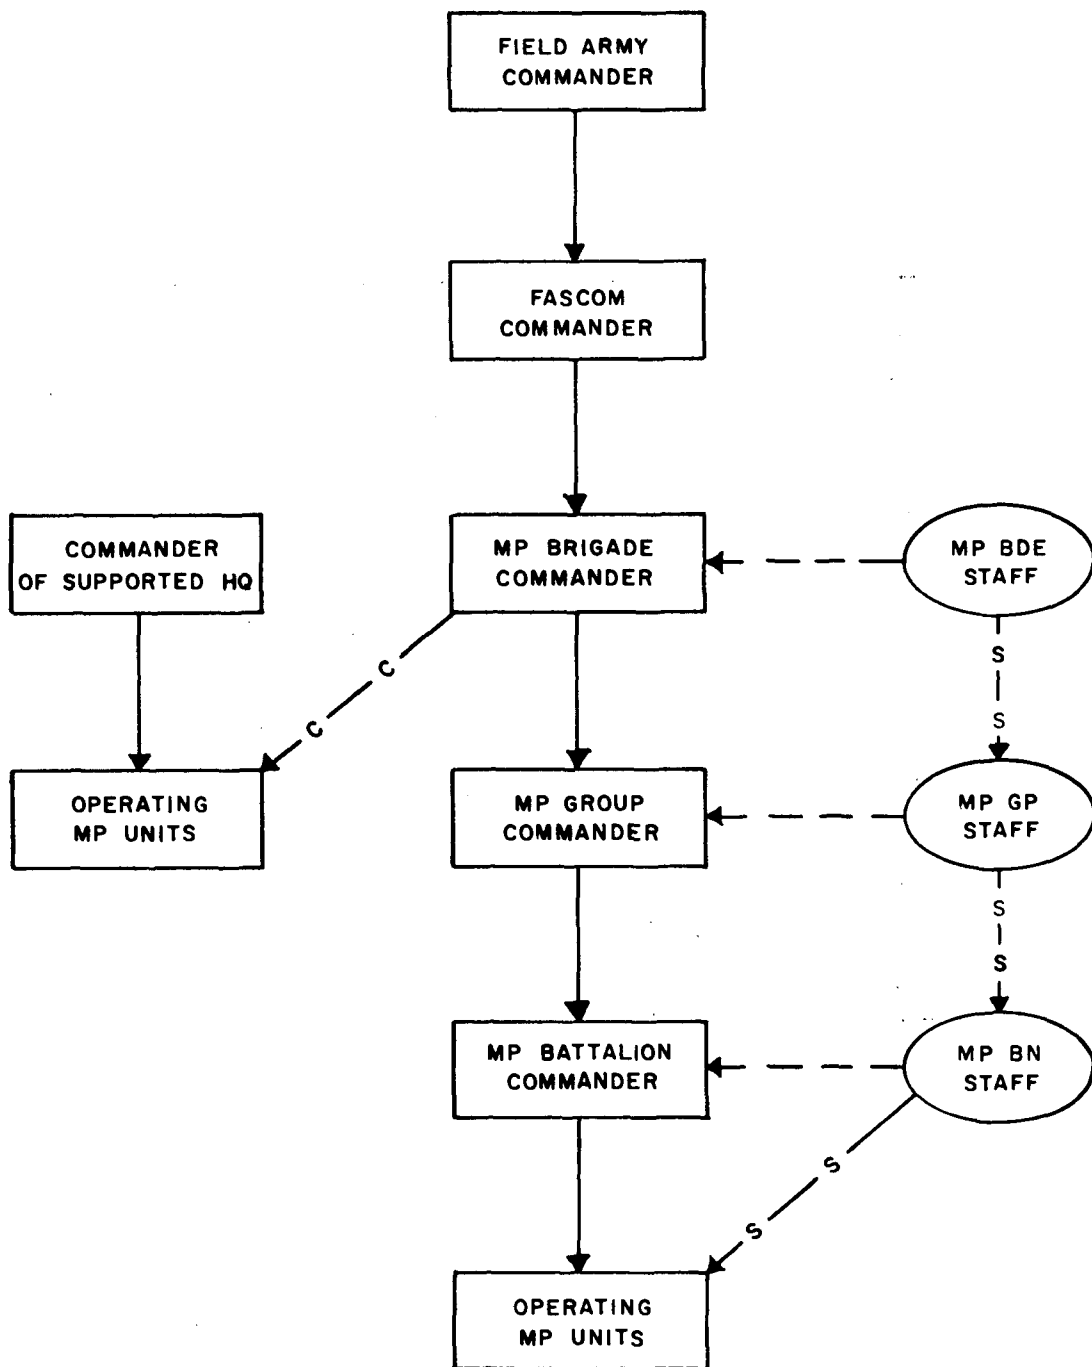 FIELD ARMY
COMMANDER
FASCOM
COMMANDER
COMMANDER
OF SUPPORTED HQ
MP BRIGADE
COMMANDER
MP BDE
STAFF
C
C
S
S
OPERATING
MP UNITS
MP GROUP
COMMANDER
MP GP
STAFF
S
S
MP BATTALION
COMMANDER
MP BN
STAFF
S
S
OPERATING
MP UNITS